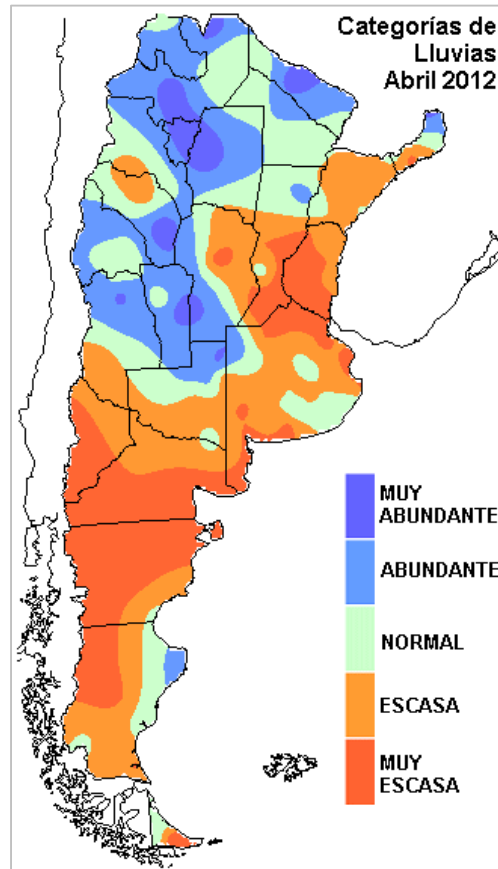 Categorías de
Lluvias
Abril 2012
MUY
ABUNDANTE
ABUNDANTE
NORMAL
ESCASA
MUY
ESCASA